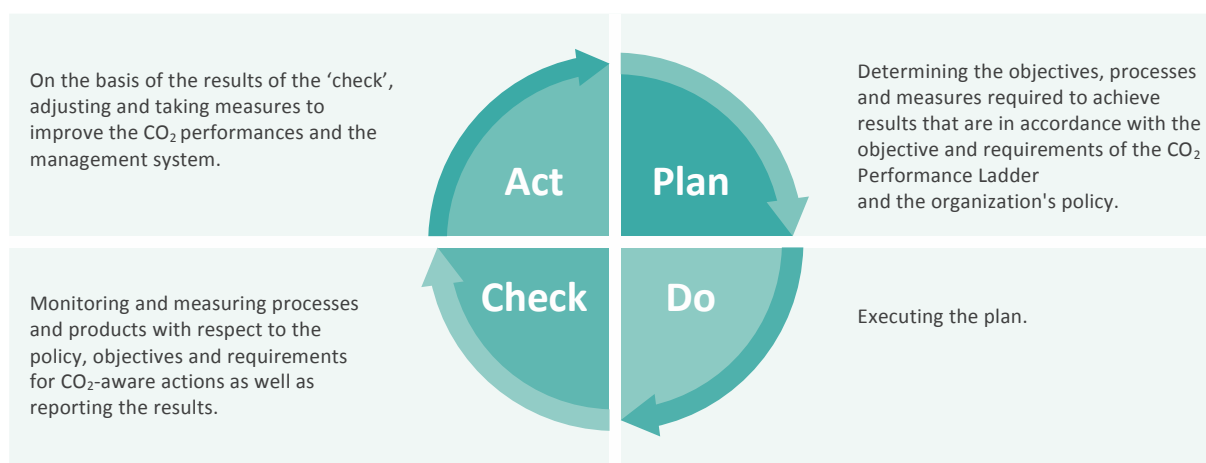 On the basis of the results of the ‘check’,
adjusting and taking measures to
improve the CO₂ performances and the
management system.
Act
Plan
Determining the objectives, processes
and measures required to achieve
results that are in accordance with the
objective and requirements of the CO₂
Performance Ladder
and the organization's policy.
Monitoring and measuring processes
and products with respect to the
policy, objectives and requirements
for CO₂-aware actions as well as
reporting the results.
Check
Do
Executing the plan.